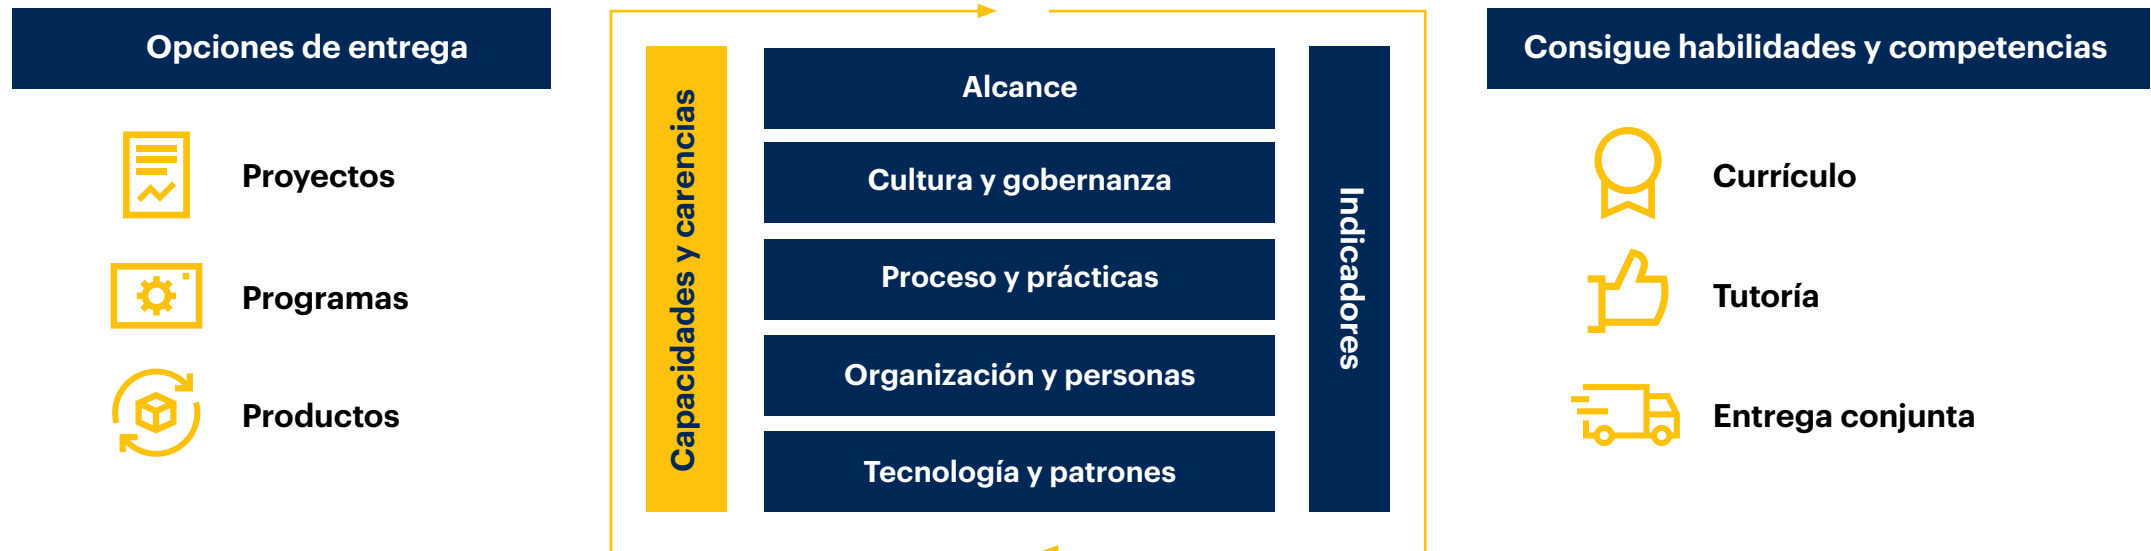 Opciones de entrega
Proyectos
Programas
Productos
Capacidades y carencias
Alcance
Cultura y gobernanza
Proceso y prácticas
Organización y personas
Tecnología y patrones
Indicadores
Consigue habilidades y competencias
Currículo
Tutoría
Entrega conjunta